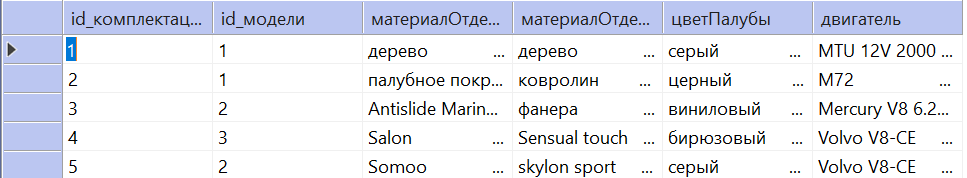 id_комплектац... id_модели материалОтде... материалОтде... цветПалубы двигатель
1 1 дерево ... дерево ... серый ... MTU 12V 2000 ...
2 1 палубное покр... ковролин ... церный ... M72 ...
3 2 Antislide Marin... фанера ... виниловый ... Mercury V8 6.2...
4 3 Salon ... Sensual touch ... бирюзовый ... Volvo V8-CE ...
5 2 Somoo ... skylon sport ... серый ... Volvo V8-CE ...